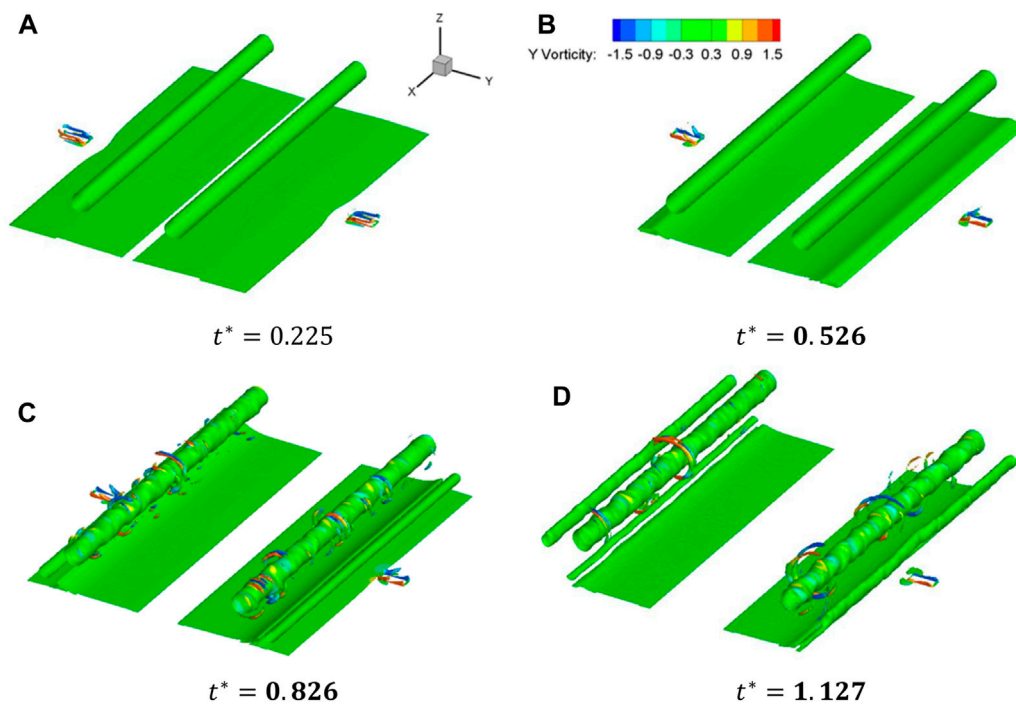 A
B
Z
Y
X
Y Vorticity: -1.5 -0.9 -0.3 0.3 0.9 1.5
t* = 0.225
t* = 0.526
C
D
t* = 0.826
t* = 1.127